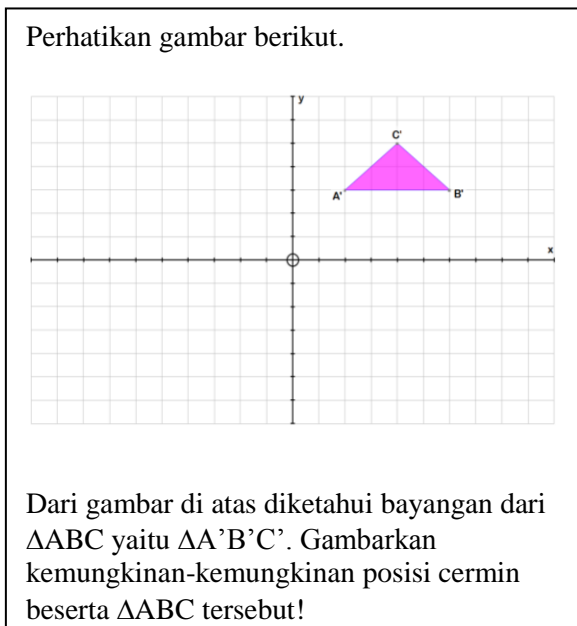 Perhatikan gambar berikut.
y
C'
A'
B'
x
Dari gambar di atas diketahui bayangan dari
ΔABC yaitu ΔA’B’C’. Gambarkan
kemungkinan-kemungkinan posisi cermin
beserta ΔABC tersebut!